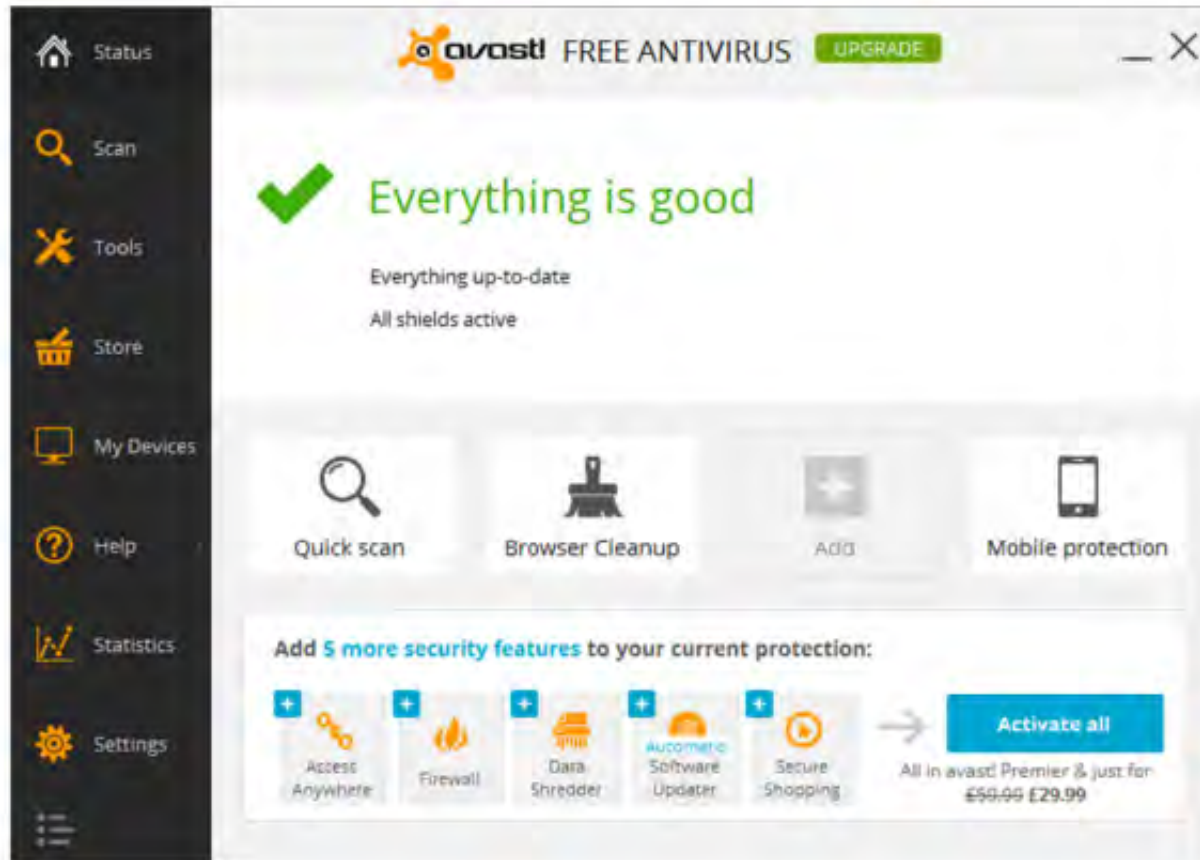 Status
avast! FREE ANTIVIRUS UPGRADE
Scan
Everything is good
Tools
Everything up-to-date
All shields active
Store
My Devices
Help
Quick scan
Browser Cleanup
Add
Mobile protection
Statistics
Add 5 more security features to your current protection:
Settings
Access
Anywhere
Firewall
Data
Shredder
Automatic
Software
Updater
Secure
Shopping
Activate all
All in avast! Premier & just for
£59.99 £29.99